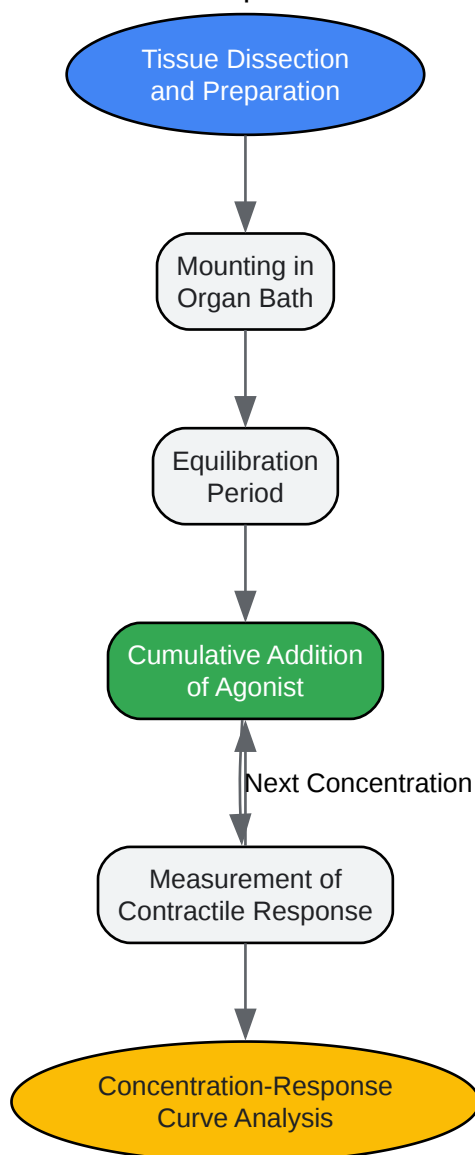 Tissue Dissection
and Preparation
Mounting in
Organ Bath
Equilibration
Period
Cumulative Addition
of Agonist
Next Concentration
Measurement of
Contractile Response
Concentration-Response
Curve Analysis